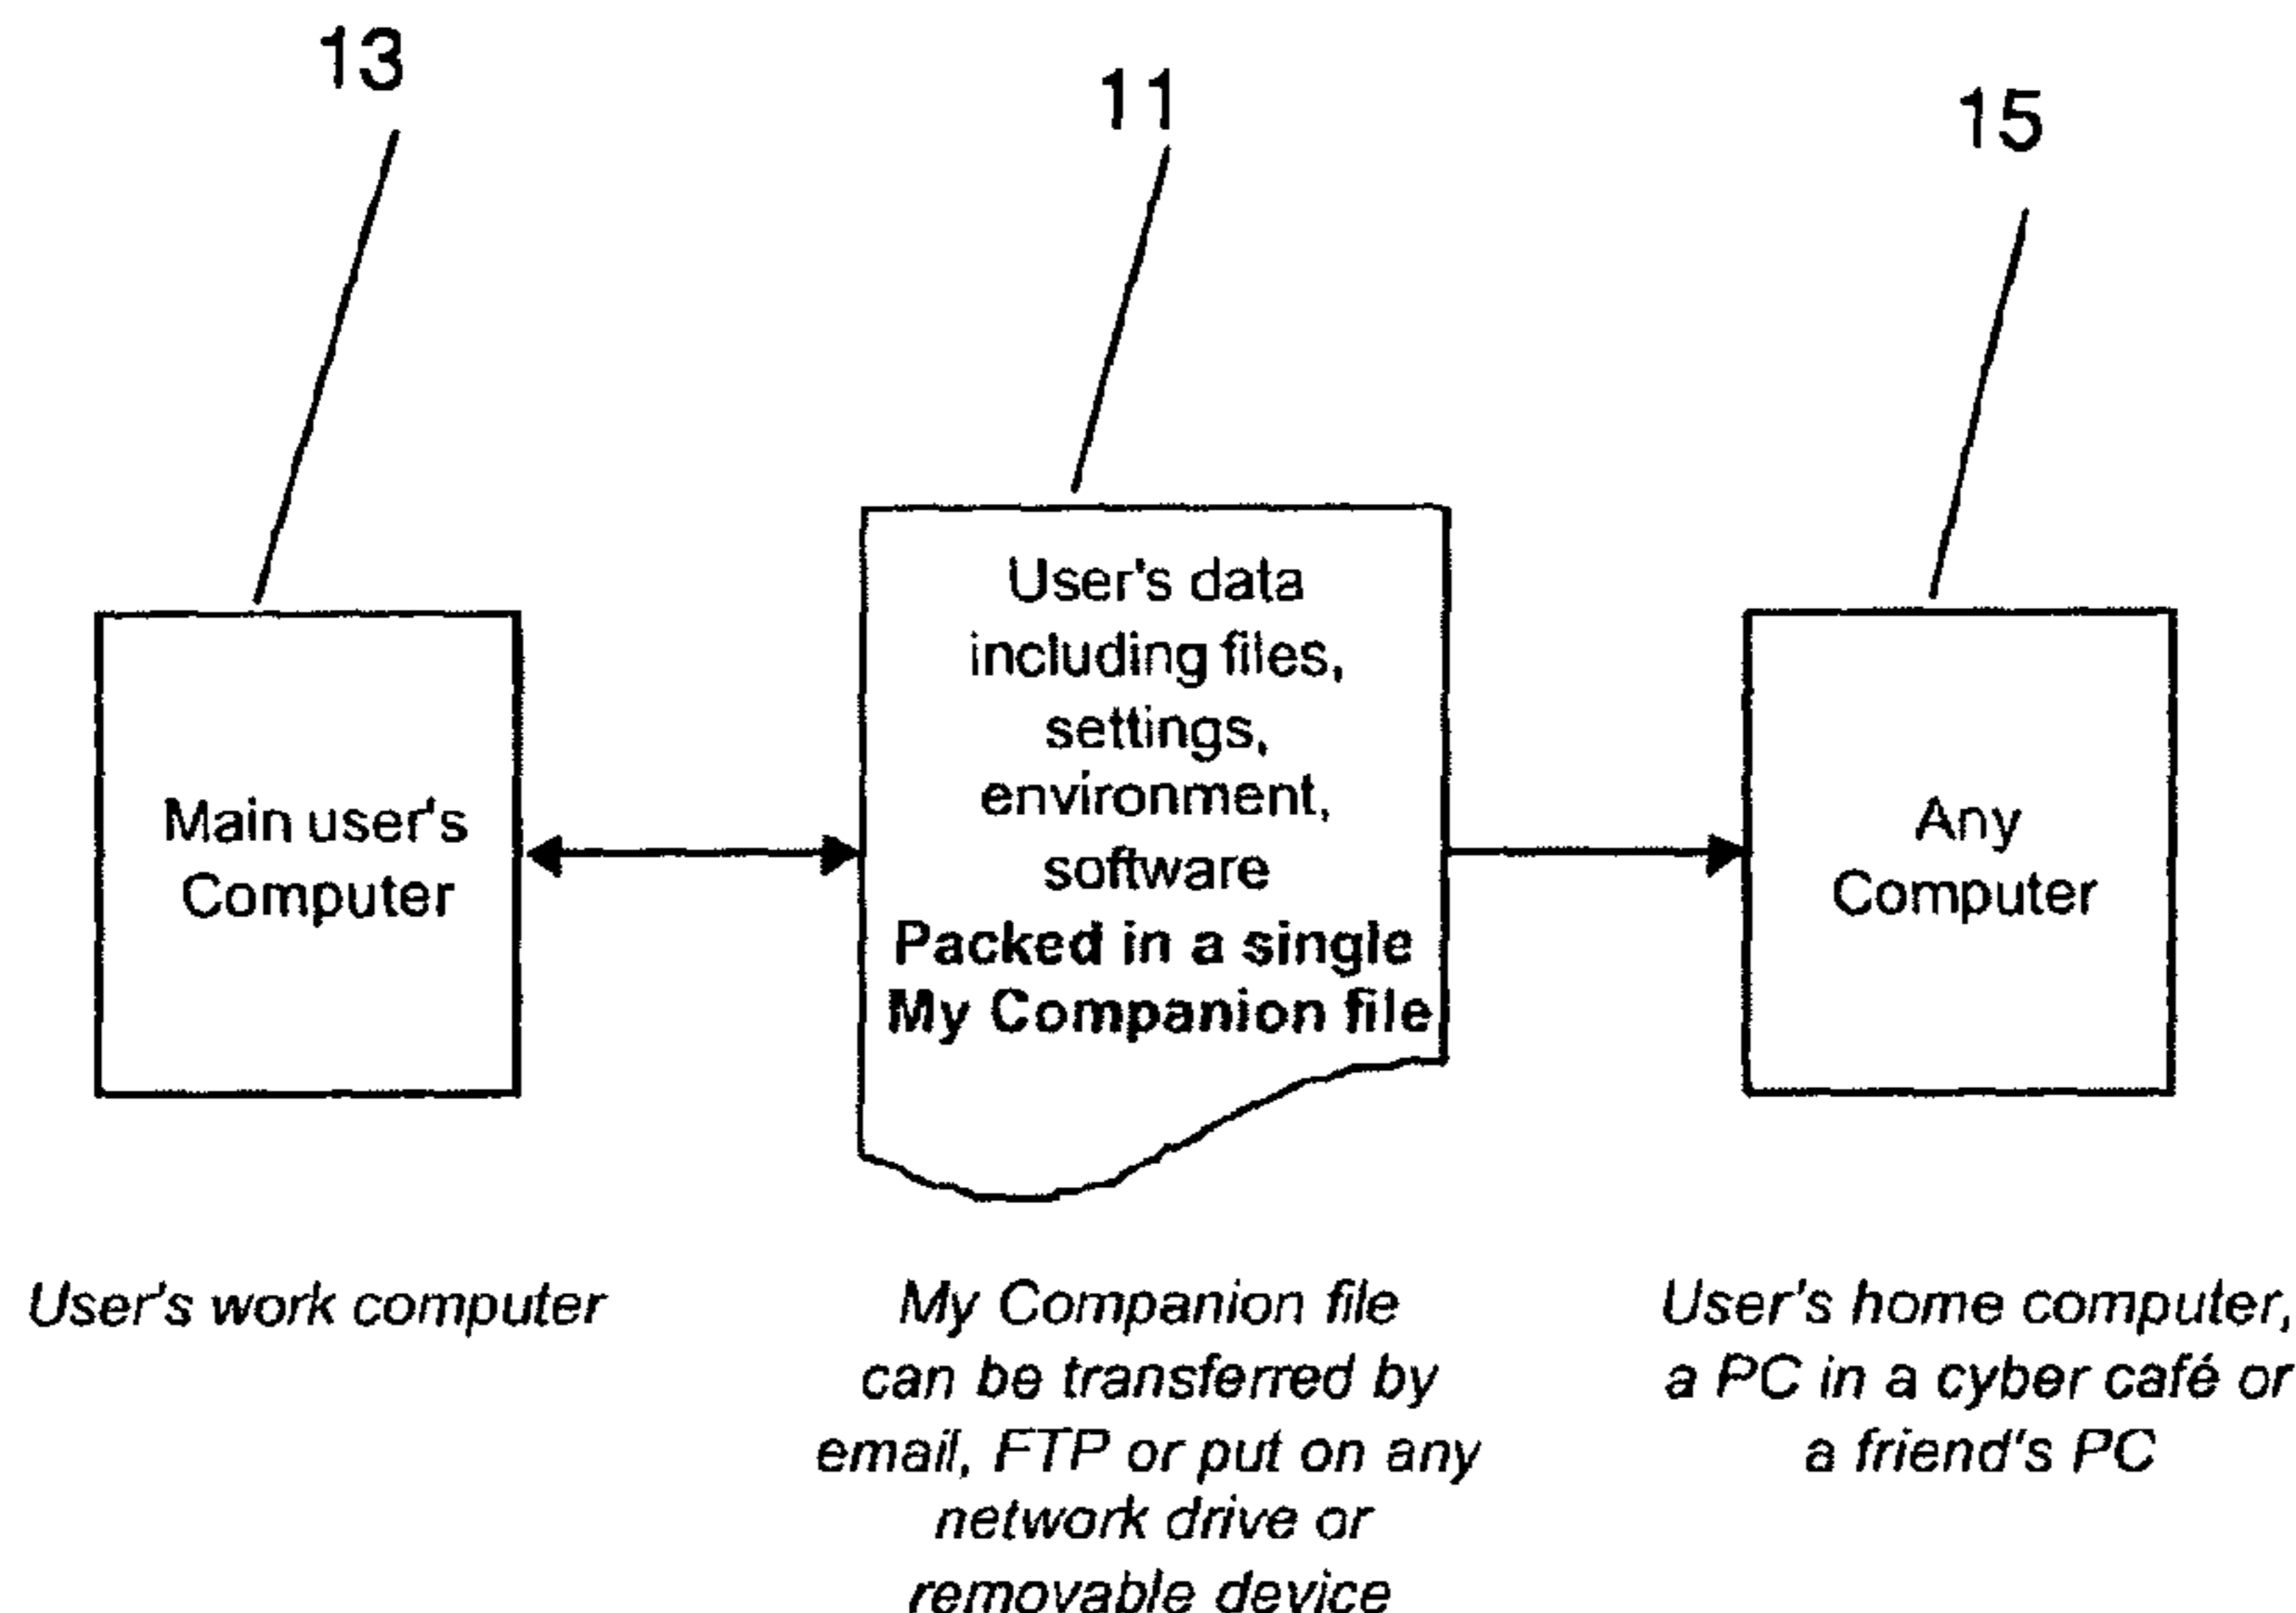 13
11
15
Main user's
Computer
User's data
including files,
settings,
environment,
software
Packed in a single
My Companion file
Any
Computer
User's work computer
My Companion file
can be transferred by
email, FTP or put on any
network drive or
removable device
User's home computer,
a PC in a cyber café or
a friend's PC